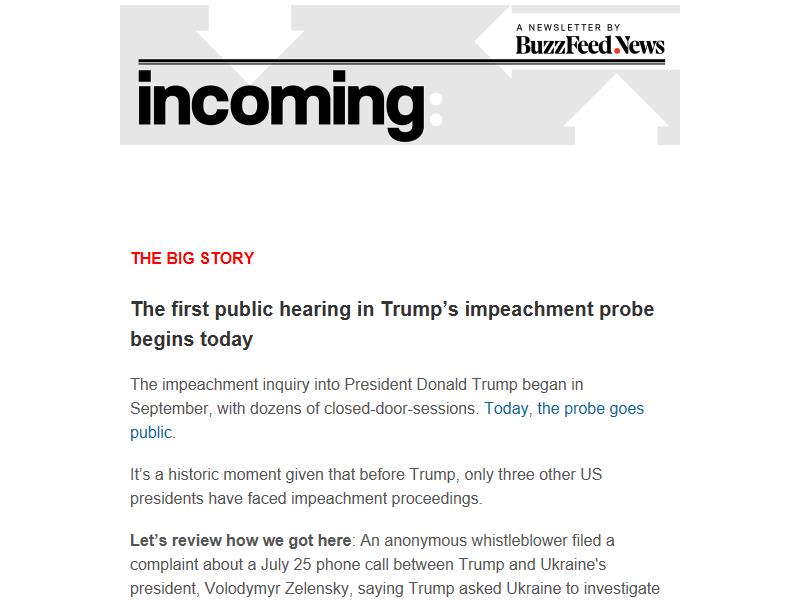 A NEWSLETTER BY
BuzzFeed.News
incoming:
THE BIG STORY
The first public hearing in Trump’s impeachment probe
begins today
The impeachment inquiry into President Donald Trump began in
September, with dozens of closed-door-sessions. Today, the probe goes
public.
It’s a historic moment given that before Trump, only three other US
presidents have faced impeachment proceedings.
Let’s review how we got here: An anonymous whistleblower filed a
complaint about a July 25 phone call between Trump and Ukraine's
president, Volodymyr Zelensky, saying Trump asked Ukraine to investigate